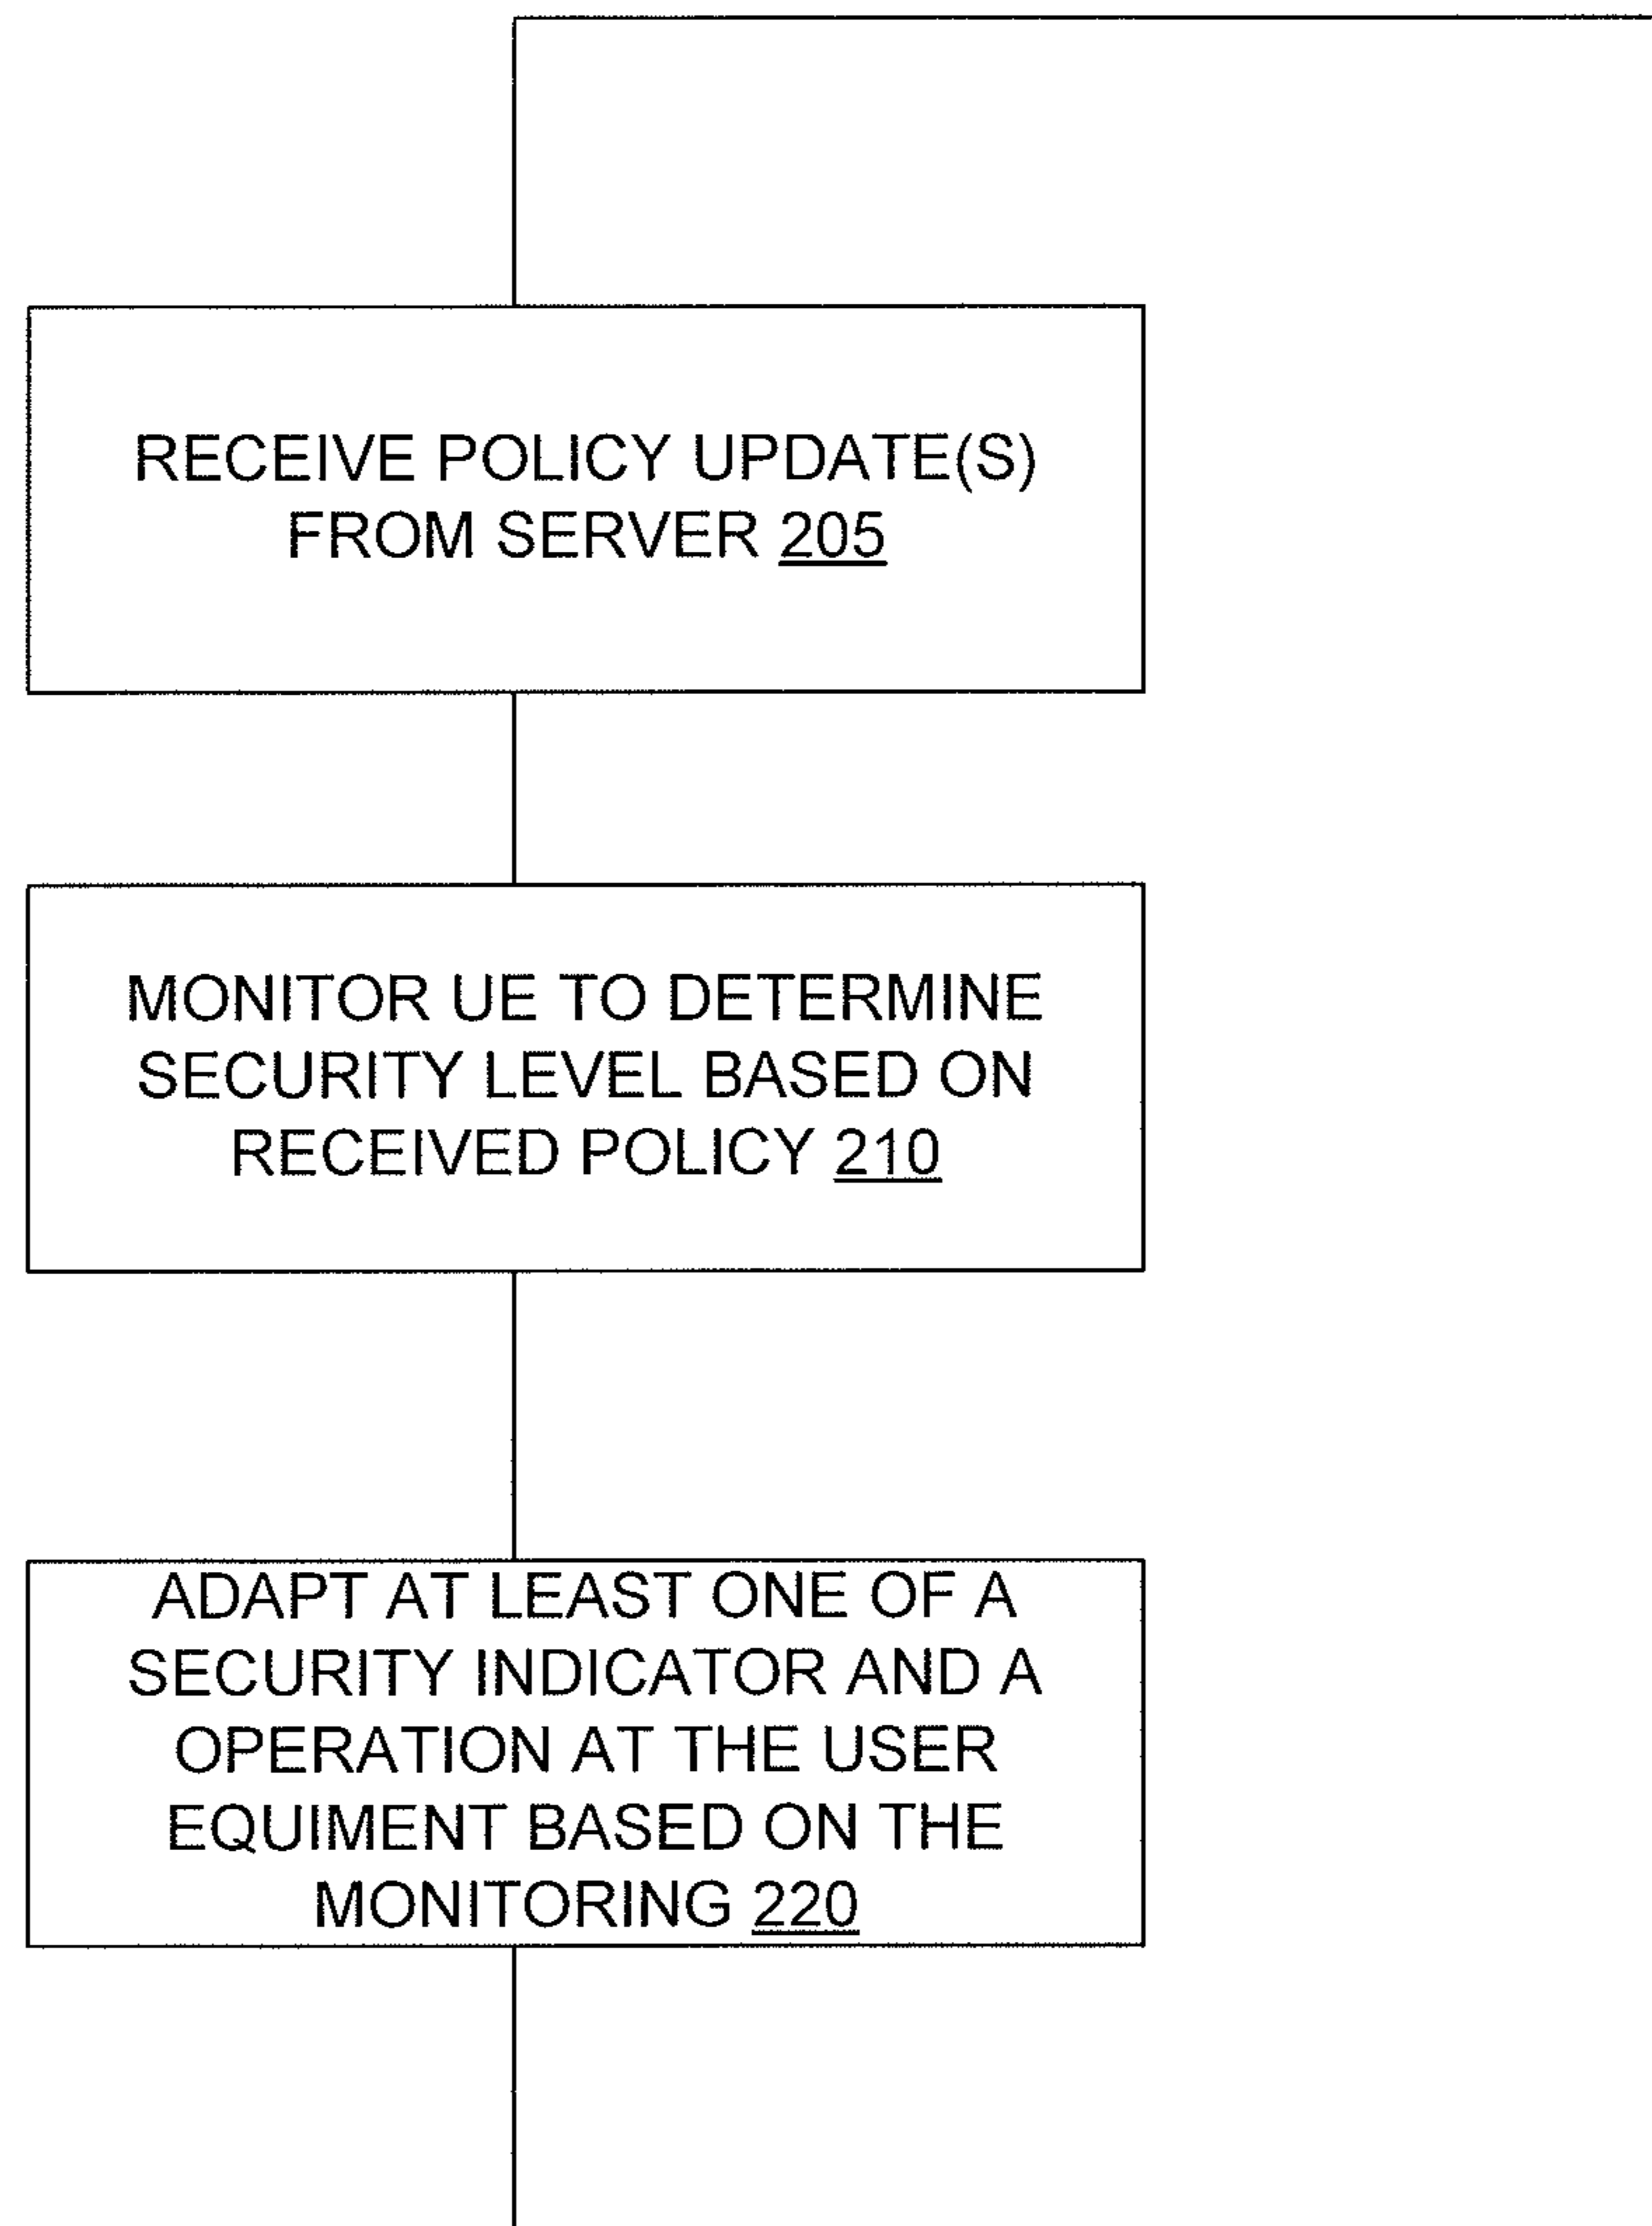 RECEIVE POLICY UPDATE(S)
FROM SERVER 205
MONITOR UE TO DETERMINE
SECURITY LEVEL BASED ON
RECEIVED POLICY 210
ADAPT AT LEAST ONE OF A
SECURITY INDICATOR AND A
OPERATION AT THE USER
EQUIMENT BASED ON THE
MONITORING 220